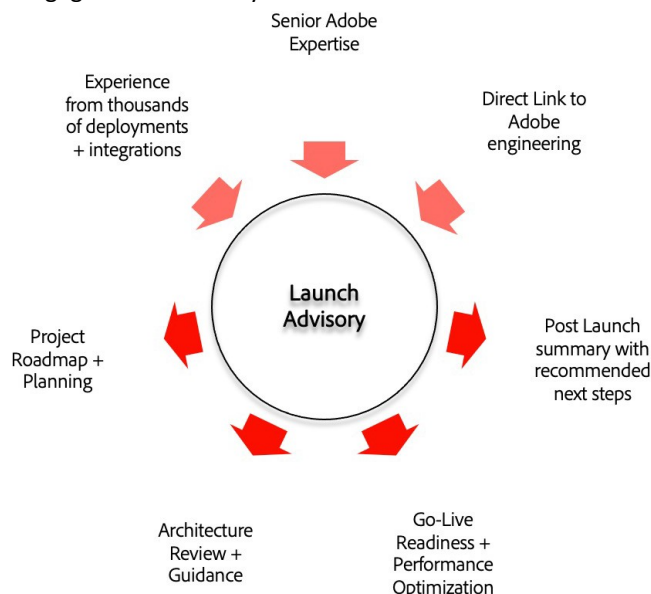 Senior Adobe
Expertise
Experience
from thousands
of deployments
+ integrations
Direct Link to
Adobe
engineering
Launch
Advisory
Project
Roadmap +
Planning
Post Launch
summary with
recommended
next steps
Architecture
Review +
Guidance
Go-Live
Readiness +
Performance
Optimization